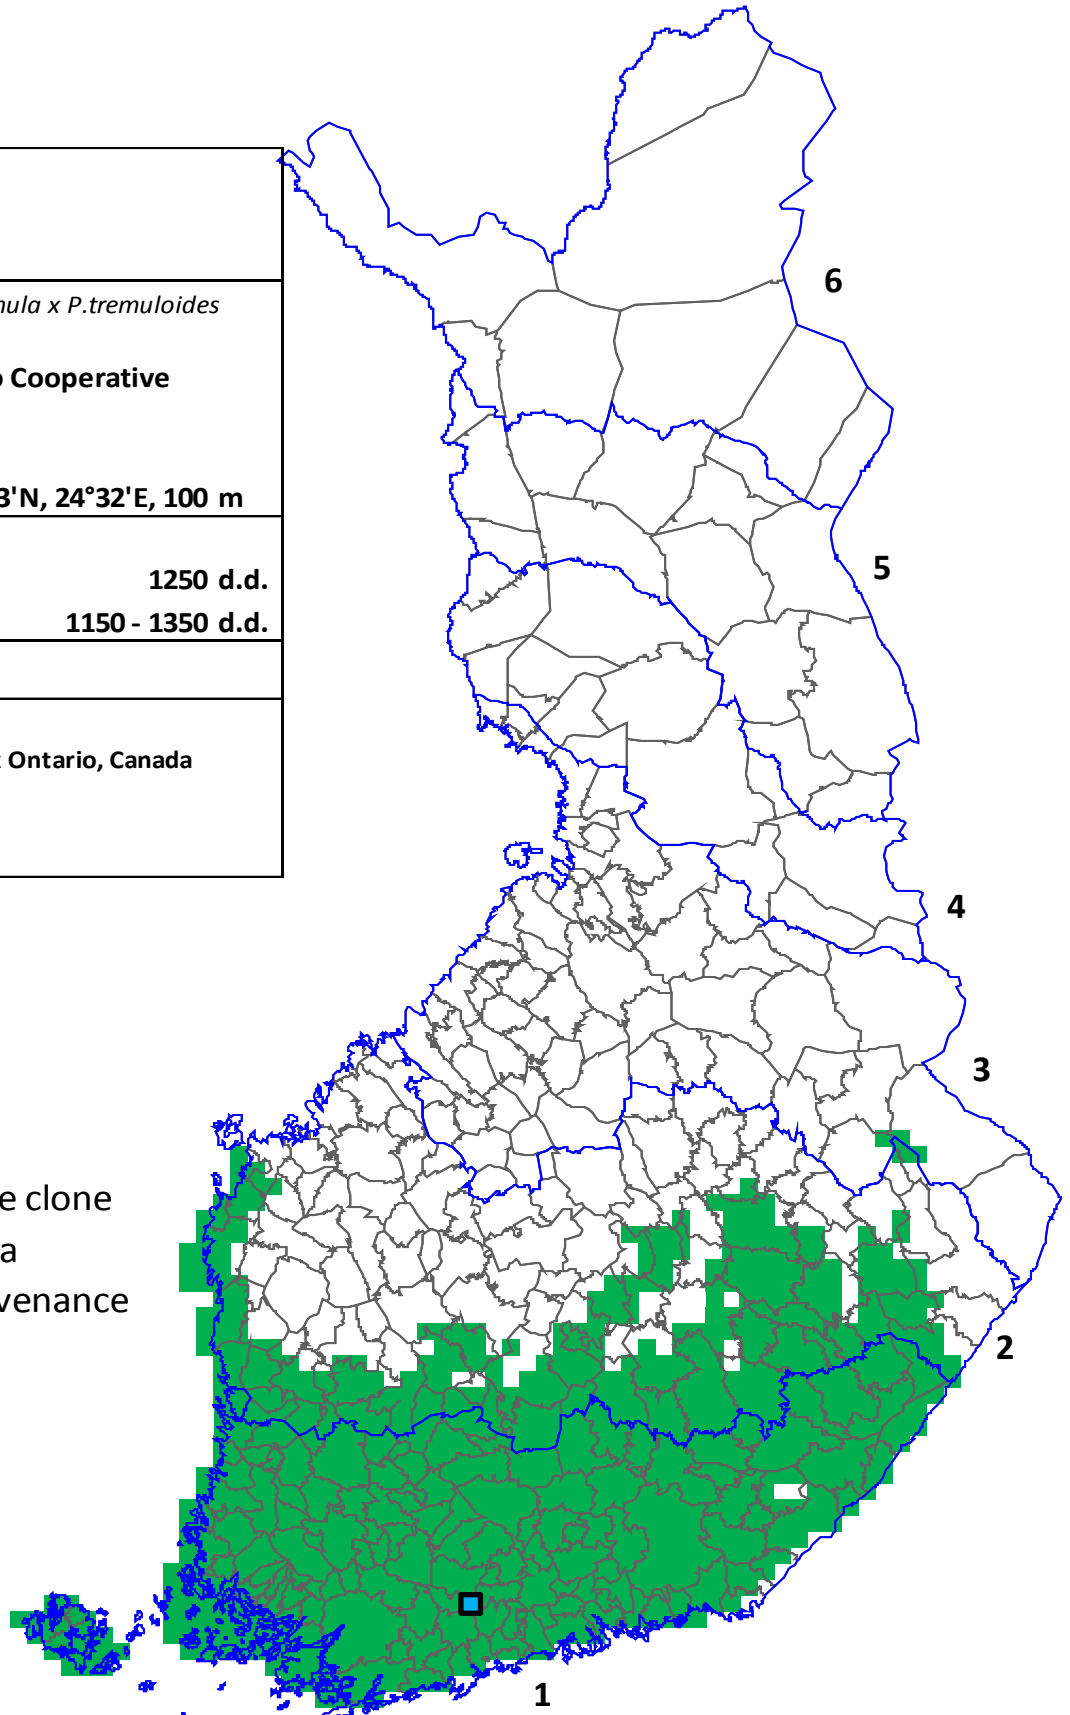 nula x P.tremuloides
o Cooperative
3'N, 24°32'E, 100 m
1250 d.d.
1150 - 1350 d.d.
x Ontario, Canada
e clone
a
venance
6
5
4
3
2
1